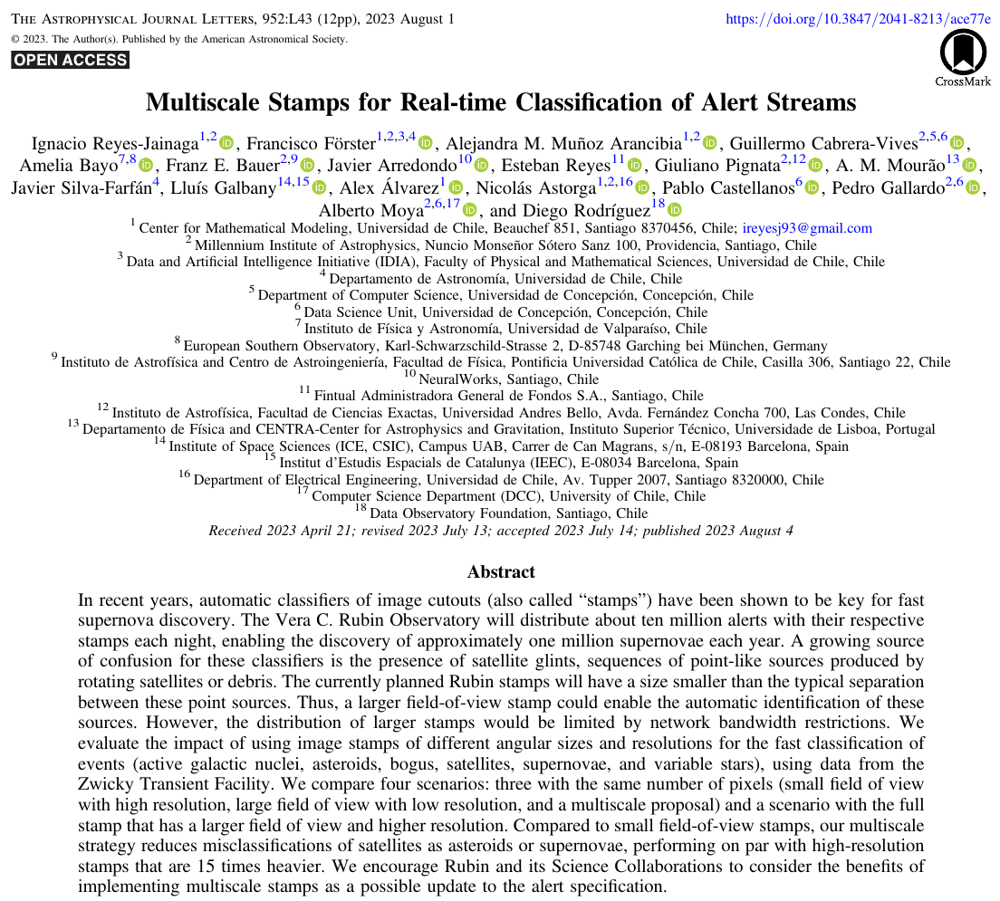 THE ASTROPHYSICAL JOURNAL LETTERS, 952:L43 (12pp), 2023 August 1
https://doi.org/10.3847/2041-8213/ace77e
© 2023. The Author(s). Published by the American Astronomical Society.
OPEN ACCESS
CrossMark
Multiscale Stamps for Real-time Classification of Alert Streams
Ignacio Reyes-Jainaga1,2 iD, Francisco Förster1,2,3,4 iD, Alejandra M. Muñoz Arancibia1,2 iD, Guillermo Cabrera-Vives2,5,6 iD,
Amelia Bayo7,8 iD, Franz E. Bauer2,9 iD, Javier Arredondo10 iD, Esteban Reyes11 iD, Giuliano Pignata2,12 iD, A. M. Mourão13 iD,
Javier Silva-Farfán4, Lluís Galbany14,15 iD, Alex Álvarez1 iD, Nicolás Astorga1,2,16 iD, Pablo Castellanos6 iD, Pedro Gallardo2,6 iD,
Alberto Moya2,6,17 iD, and Diego Rodríguez18 iD
1 Center for Mathematical Modeling, Universidad de Chile, Beauchef 851, Santiago 8370456, Chile; ireyesj93@gmail.com
2 Millennium Institute of Astrophysics, Nuncio Monseñor Sótero Sanz 100, Providencia, Santiago, Chile
3 Data and Artificial Intelligence Initiative (IDIA), Faculty of Physical and Mathematical Sciences, Universidad de Chile, Chile
4 Departamento de Astronomía, Universidad de Chile, Chile
5 Department of Computer Science, Universidad de Concepción, Concepción, Chile
6 Data Science Unit, Universidad de Concepción, Concepción, Chile
7 Instituto de Física y Astronomía, Universidad de Valparaíso, Chile
8 European Southern Observatory, Karl-Schwarzschild-Strasse 2, D-85748 Garching bei München, Germany
9 Instituto de Astrofísica and Centro de Astroingeniería, Facultad de Física, Pontificia Universidad Católica de Chile, Casilla 306, Santiago 22, Chile
10 NeuralWorks, Santiago, Chile
11 Fintual Administradora General de Fondos S.A., Santiago, Chile
12 Instituto de Astrofísica, Facultad de Ciencias Exactas, Universidad Andres Bello, Avda. Fernández Concha 700, Las Condes, Chile
13 Departamento de Física and CENTRA-Center for Astrophysics and Gravitation, Instituto Superior Técnico, Universidade de Lisboa, Portugal
14 Institute of Space Sciences (ICE, CSIC), Campus UAB, Carrer de Can Magrans, s/n, E-08193 Barcelona, Spain
15 Institut d'Estudis Espacials de Catalunya (IEEC), E-08034 Barcelona, Spain
16 Department of Electrical Engineering, Universidad de Chile, Av. Tupper 2007, Santiago 8320000, Chile
17 Computer Science Department (DCC), University of Chile, Chile
18 Data Observatory Foundation, Santiago, Chile
Received 2023 April 21; revised 2023 July 13; accepted 2023 July 14; published 2023 August 4
Abstract
In recent years, automatic classifiers of image cutouts (also called “stamps”) have been shown to be key for fast
supernova discovery. The Vera C. Rubin Observatory will distribute about ten million alerts with their respective
stamps each night, enabling the discovery of approximately one million supernovae each year. A growing source
of confusion for these classifiers is the presence of satellite glints, sequences of point-like sources produced by
rotating satellites or debris. The currently planned Rubin stamps will have a size smaller than the typical separation
between these point sources. Thus, a larger field-of-view stamp could enable the automatic identification of these
sources. However, the distribution of larger stamps would be limited by network bandwidth restrictions. We
evaluate the impact of using image stamps of different angular sizes and resolutions for the fast classification of
events (active galactic nuclei, asteroids, bogus, satellites, supernovae, and variable stars), using data from the
Zwicky Transient Facility. We compare four scenarios: three with the same number of pixels (small field of view
with high resolution, large field of view with low resolution, and a multiscale proposal) and a scenario with the full
stamp that has a larger field of view and higher resolution. Compared to small field-of-view stamps, our multiscale
strategy reduces misclassifications of satellites as asteroids or supernovae, performing on par with high-resolution
stamps that are 15 times heavier. We encourage Rubin and its Science Collaborations to consider the benefits of
implementing multiscale stamps as a possible update to the alert specification.